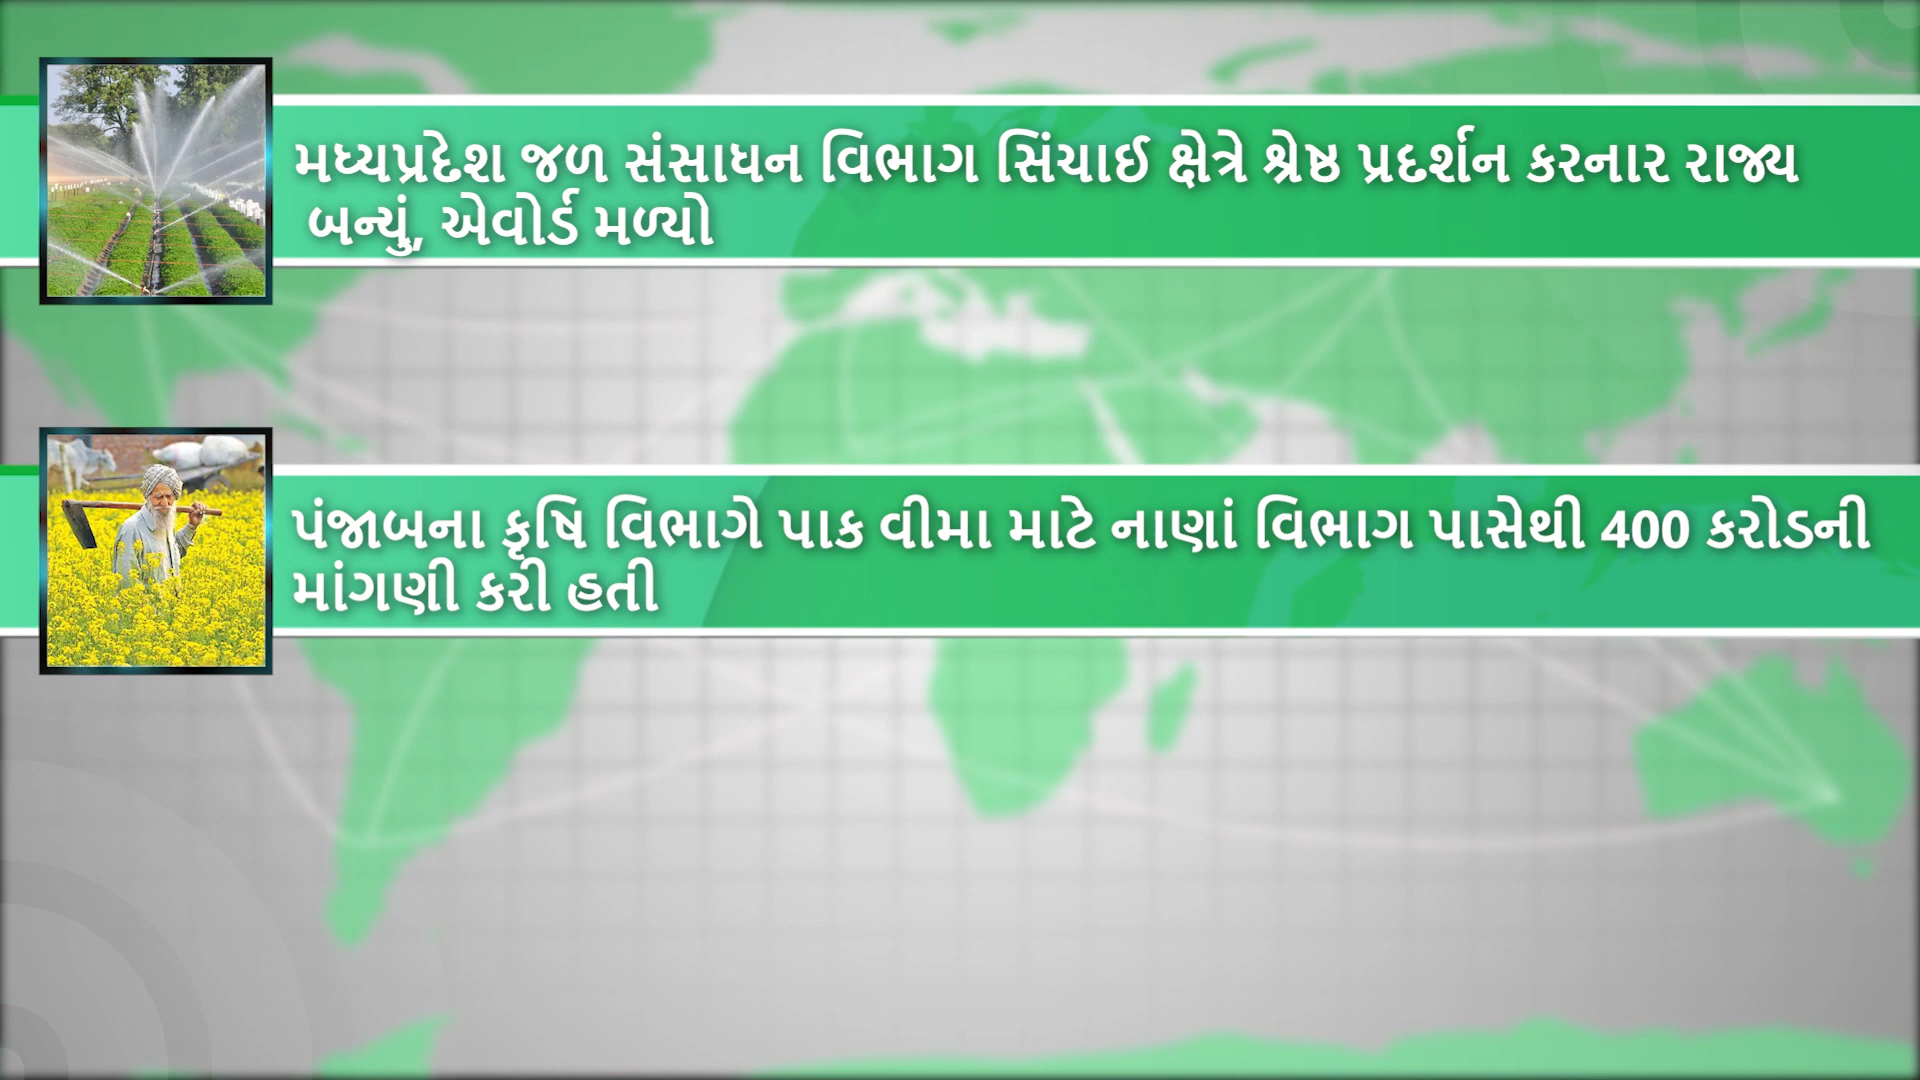 મધ્યપ્રદેશ જળ સંસાધન વિભાગ સિંચાઈ ક્ષેત્રે શ્રેષ્ઠ પ્રદર્શન કરનાર રાજ્ય
બન્યું, એવોર્ડ મળ્યો
પંજાબના કૃષિ વિભાગે પાક વીમા માટે નાણાં વિભાગ પાસેથી 400 કરોડની
માંગણી કરી હતી